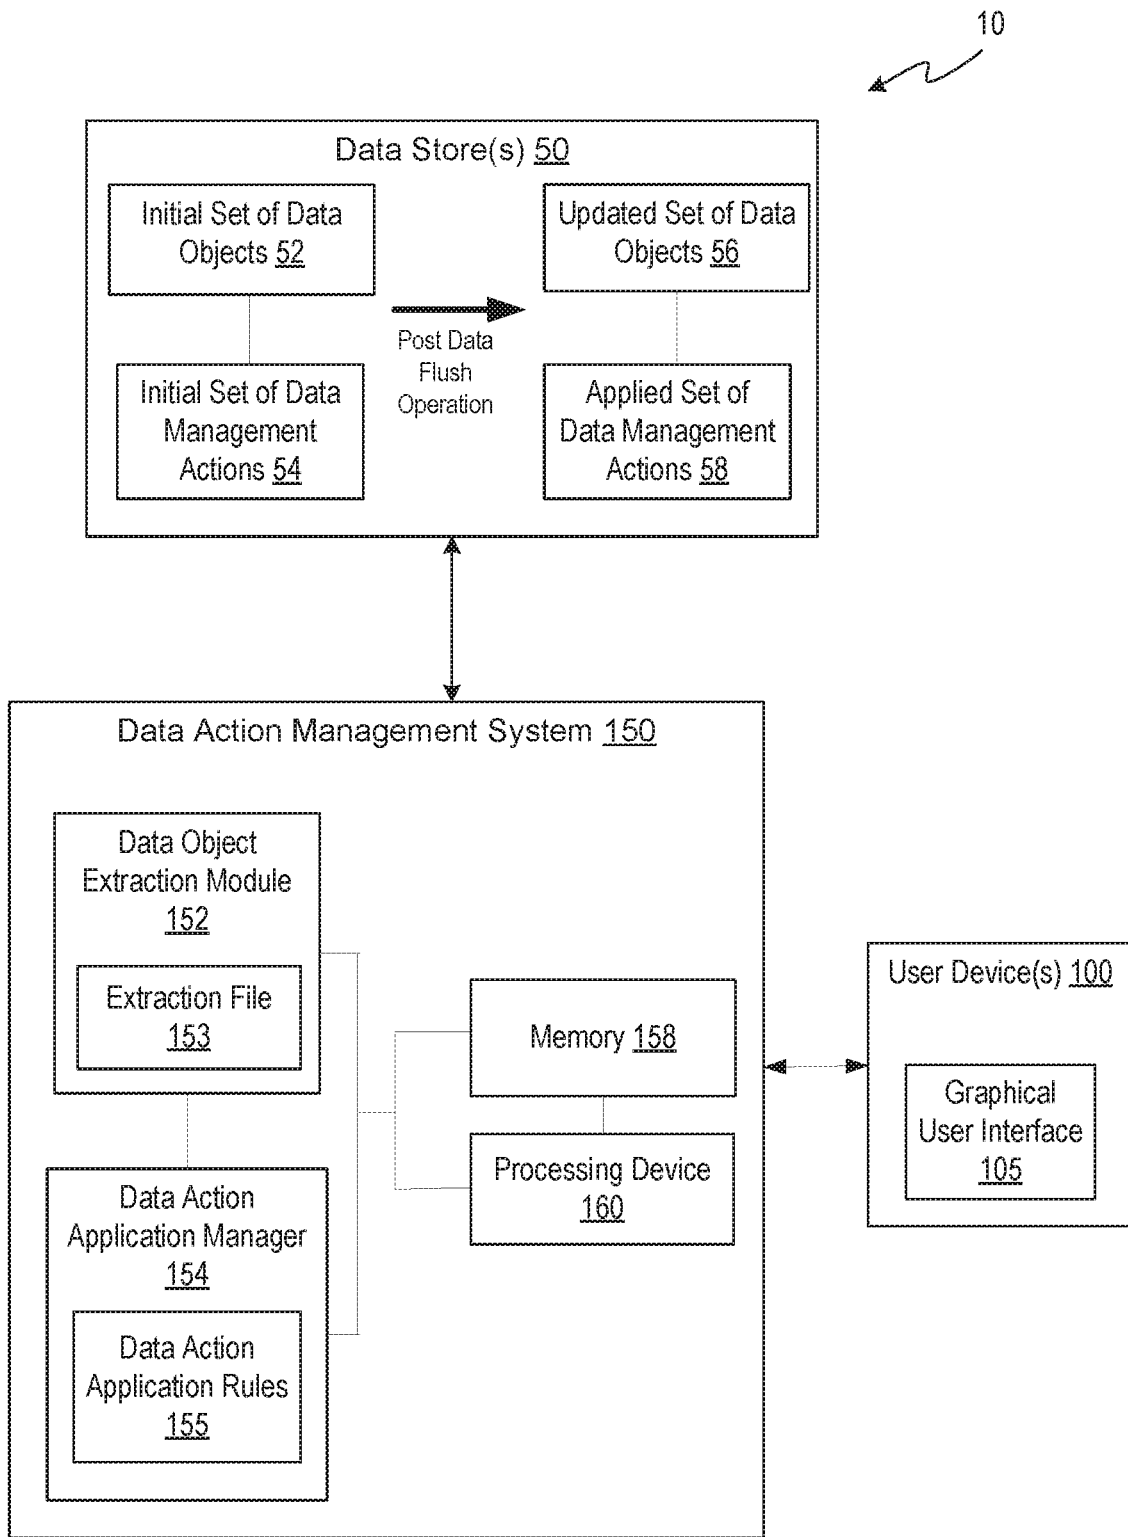 10
Data Store(s) 50
Initial Set of Data
Objects 52
Updated Set of Data
Objects 56
Post Data
Flush
Operation
Initial Set of Data
Management
Actions 54
Applied Set of
Data Management
Actions 58
Data Action Management System 150
Data Object
Extraction Module
152
Extraction File
153
Memory 158
Processing Device
160
Data Action
Application Manager
154
Data Action
Application Rules
155
User Device(s) 100
Graphical
User Interface
105